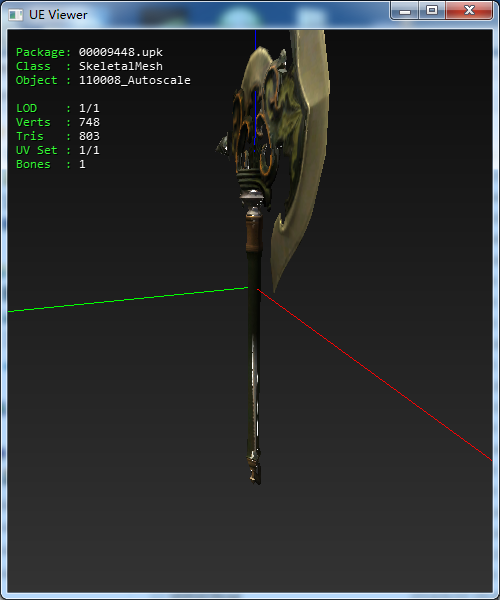 UE Viewer
Package: 00009448.upk
Class : SkeletalMesh
Object : 110008_Autoscale
LOD : 1/1
Verts : 748
Tris : 803
UV Set : 1/1
Bones : 1